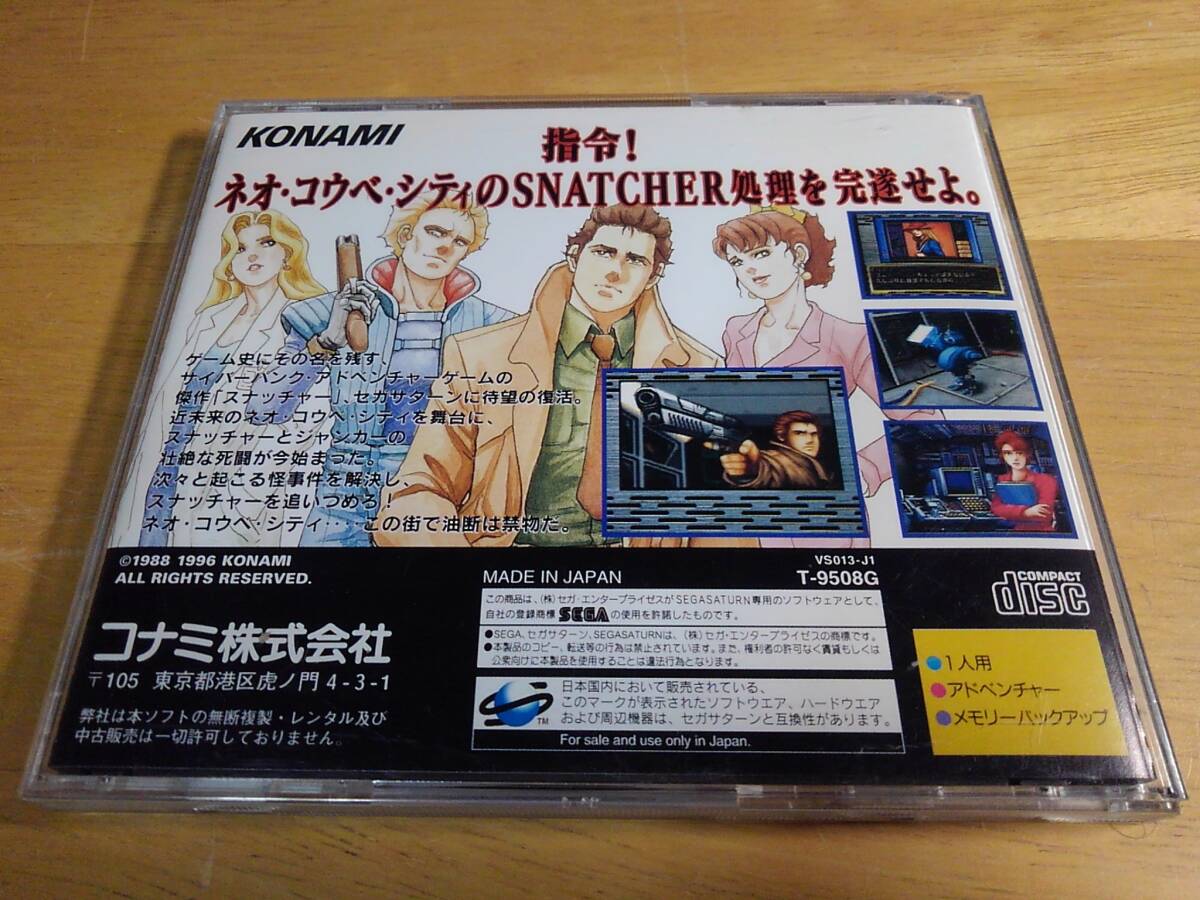 KONAMI
指令!
ネオ・コウベ・シティのSNATCHER処理を完遂せよ。
ゲーム史にその名を残す、
サイバーパンク・アドベンチャーゲームの
傑作「スナッチャー」、セガサターンに待望の復活。
近未来のネオ・コウベ・シティを舞台に、
スナッチャーとジャンカーの
壮絶な死闘が今始まった。
次々と起こる怪事件を解決し、
スナッチャーを追いつめる!
ネオ・コウベ・シティ・・・・この街で油断は禁物だ。
©1988 1996 KONAMI
ALL RIGHTS RESERVED.
コナミ株式会社
〒105 東京都港区虎ノ門4-3-1
弊社は本ソフトの無断複製・レンタル及び
中古販売は一切許可しておりません。
MADE IN JAPAN
VS013-J1
T-9508G
この商品は、(株)セガ・エンタープライゼスがSEGASATURN専用のソフトウェアとして、
自社の登録商標SEGAの使用を許諾したものです。
●SEGA、セガサターン、SEGASATURNは、(株)セガ・エンタープライゼスの商標です。
●本製品のコピー、転送等の行為は禁止されています。また、権利者の許可なく賃貸もしくは
公衆向けに本製品を使用することは違法行為となります。
TM
日本国内において販売されている、
このマークが表示されたソフトウエア、ハードウエア
および周辺機器は、セガサターンと互換性があります。
For sale and use only in Japan.
COMPACT
disc
●1人用
●アドベンチャー
●メモリーバックアップ